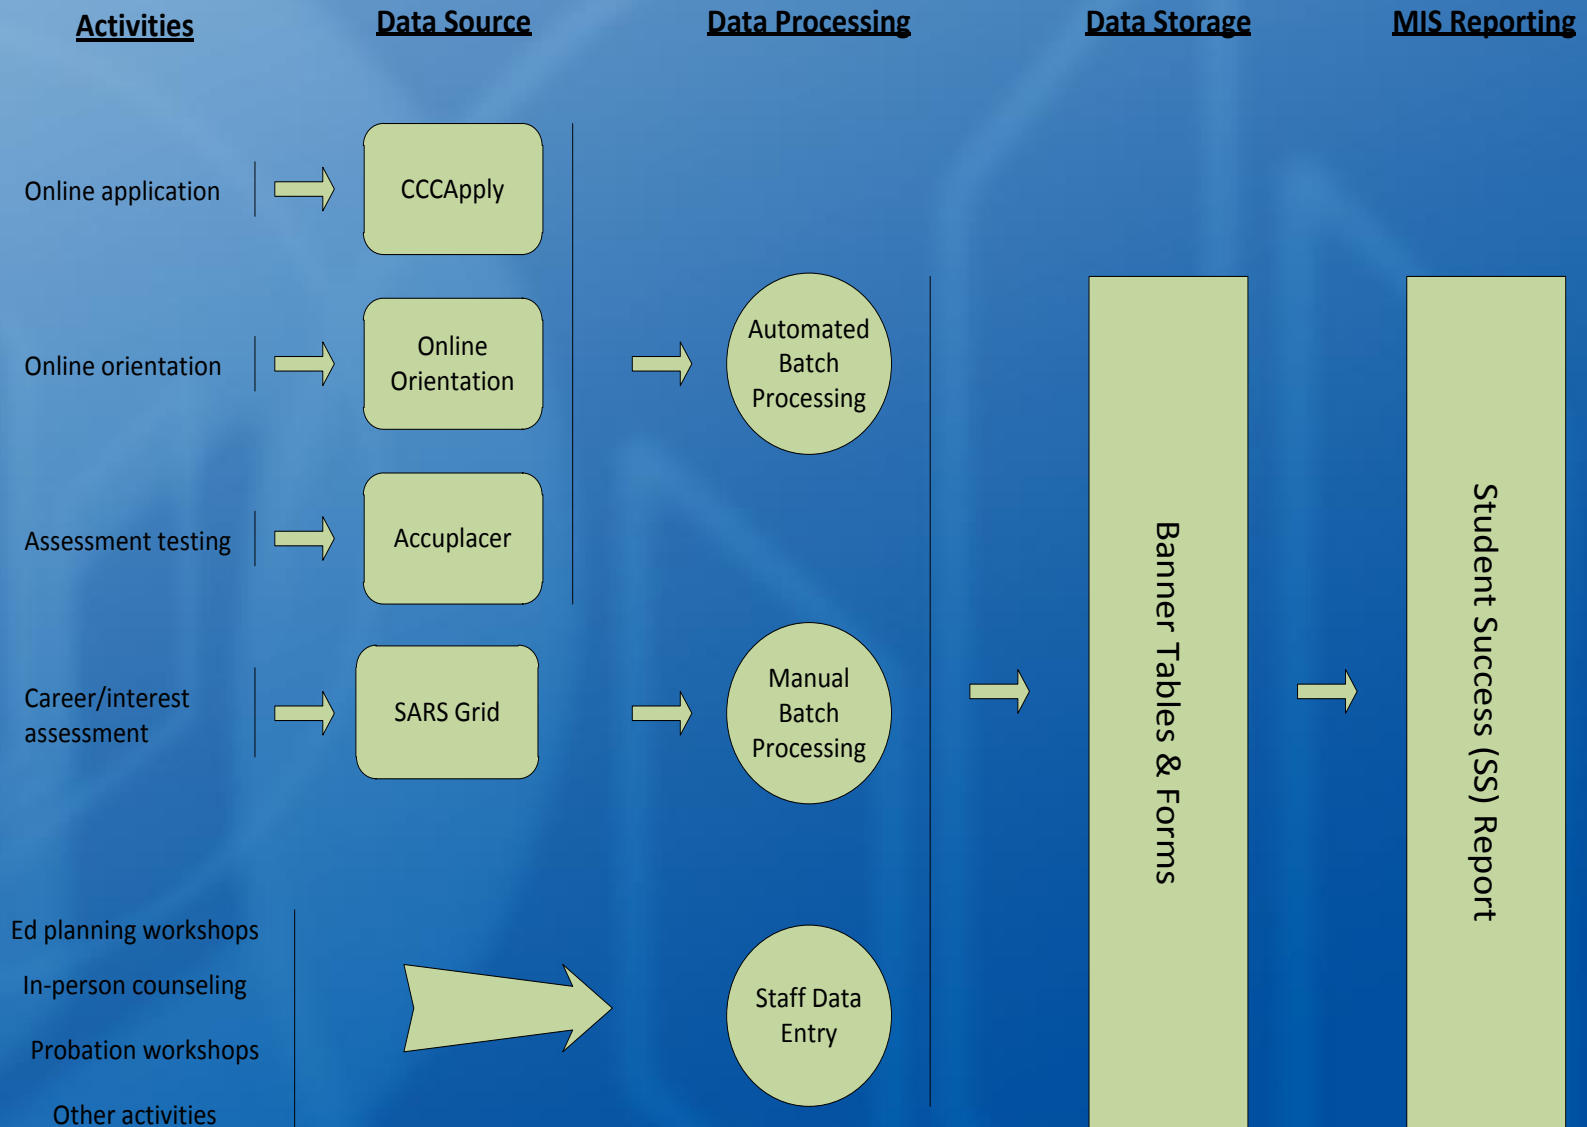 Activities
Data Source
Data Processing
Data Storage
MIS Reporting
Online application
CCCApply
Online orientation
Online
Orientation
Automated
Batch
Processing
Assessment testing
Accuplacer
Career/interest
assessment
SARS Grid
Manual
Batch
Processing
Ed planning workshops
In-person counseling
Probation workshops
Other activities
Staff Data
Entry
Banner Tables & Forms
Student Success (SS) Report